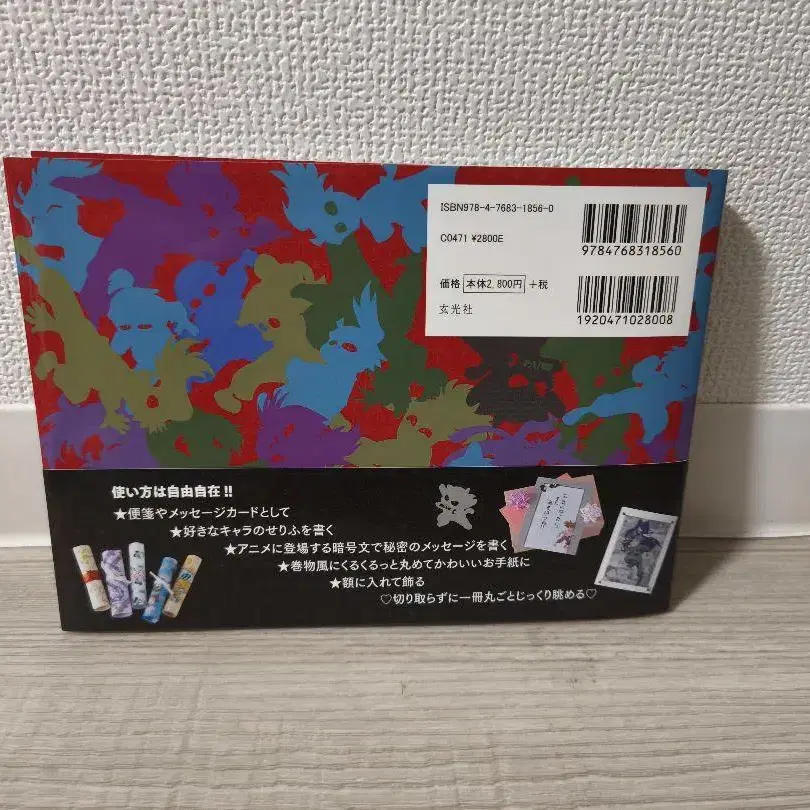 ISBN978-4-7683-1856-0
C0471 ¥2800E
9784768318560
価格 本体2,800円 +税
玄光社
1920471028008
使い方は自由自在!!
★便箋やメッセージカードとして
★好きなキャラのせりふを書く
★アニメに登場する暗号文で秘密のメッセージを書く
★巻物風にくるくるっと丸めてかわいいお手紙に
★額に入れて飾る
♡切り取らずに一冊丸ごとじっくり眺める♡